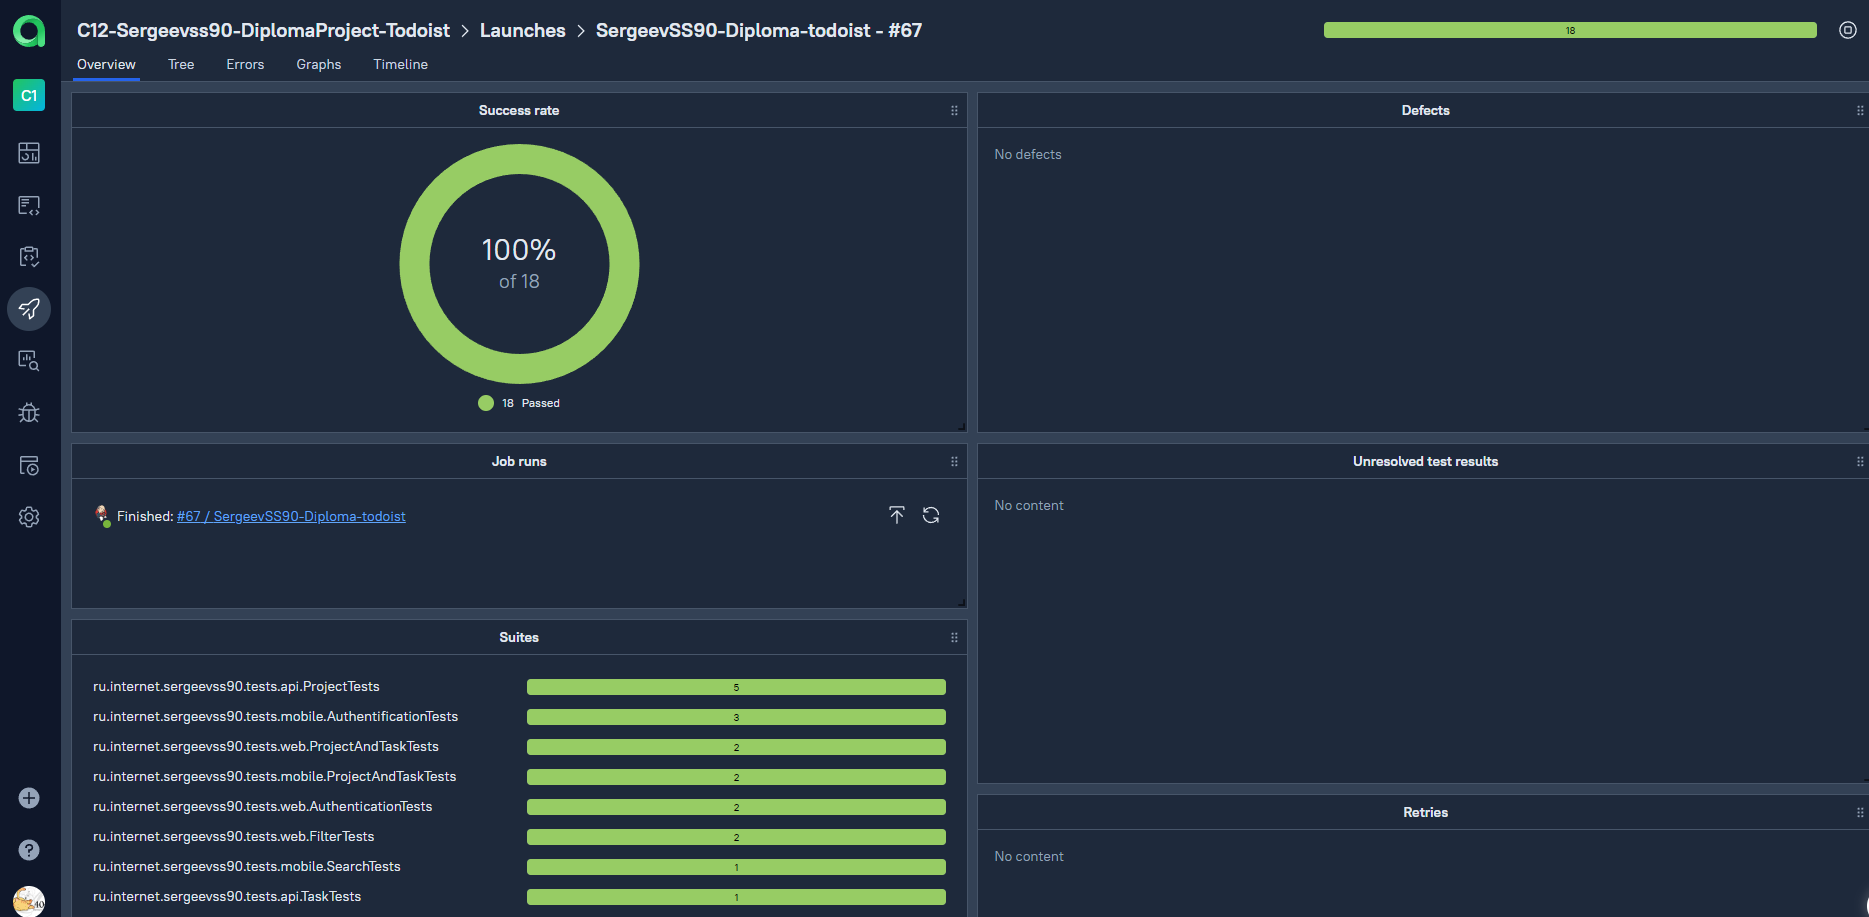 C12-Sergeevss90-DiplomaProject-Todoist > Launches > SergeevSS90-Diploma-todoist - #67
18
Overview Tree Errors Graphs Timeline
C1
Success rate
100%
of 18
18 Passed
Defects
No defects
Job runs
Finished: #67 / SergeevSS90-Diploma-todoist
Unresolved test results
No content
Suites
ru.internet.sergeevss90.tests.api.ProjectTests 5
ru.internet.sergeevss90.tests.mobile.AuthentificationTests 3
ru.internet.sergeevss90.tests.web.ProjectAndTaskTests 2
ru.internet.sergeevss90.tests.mobile.ProjectAndTaskTests 2
ru.internet.sergeevss90.tests.web.AuthenticationTests 2
ru.internet.sergeevss90.tests.web.FilterTests 2
ru.internet.sergeevss90.tests.mobile.SearchTests 1
ru.internet.sergeevss90.tests.api.TaskTests 1
Retries
No content